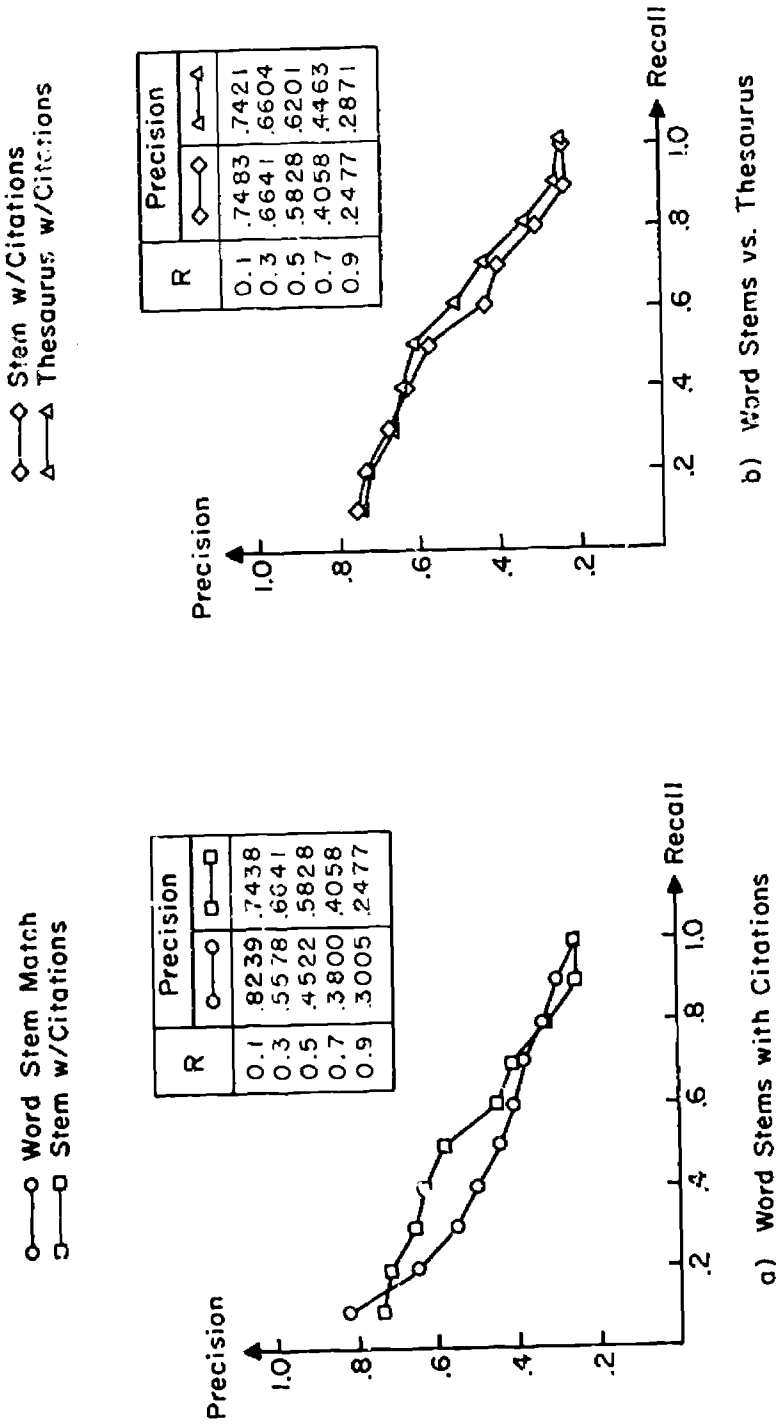 Word Stem Match
Stem w/Citations
R Precision
0.1 .8239 .7438
0.3 .5578 .6641
0.5 .4522 .5828
0.7 .3800 .4058
0.9 .3005 .2477
Precision
1.0
.8
.6
.4
.2
.2 .4 .6 .8 1.0
Recall
a) Word Stems with Citations
Stem w/Citations
Thesaurus w/Citations
R Precision
0.1 .7483 .7421
0.3 .6641 .6604
0.5 .5828 .6201
0.7 .4058 .4463
0.9 .2477 .2871
Precision
1.0
.8
.6
.4
.2
.2 .4 .6 .8 1.0
Recall
b) Word Stems vs. Thesaurus